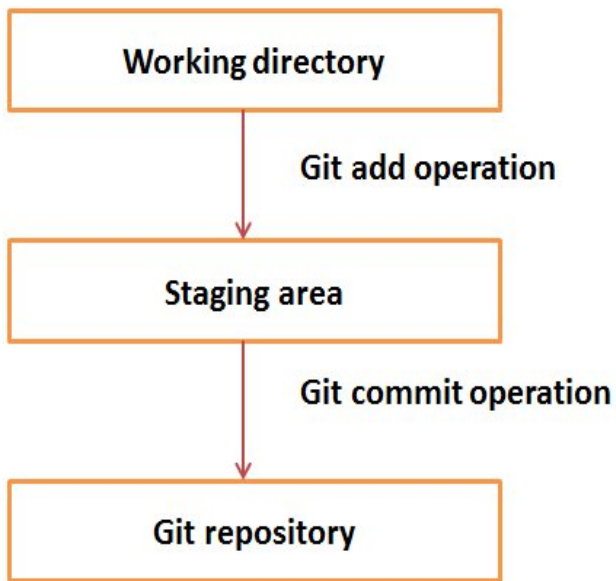 Working directory
Git add operation
Staging area
Git commit operation
Git repository